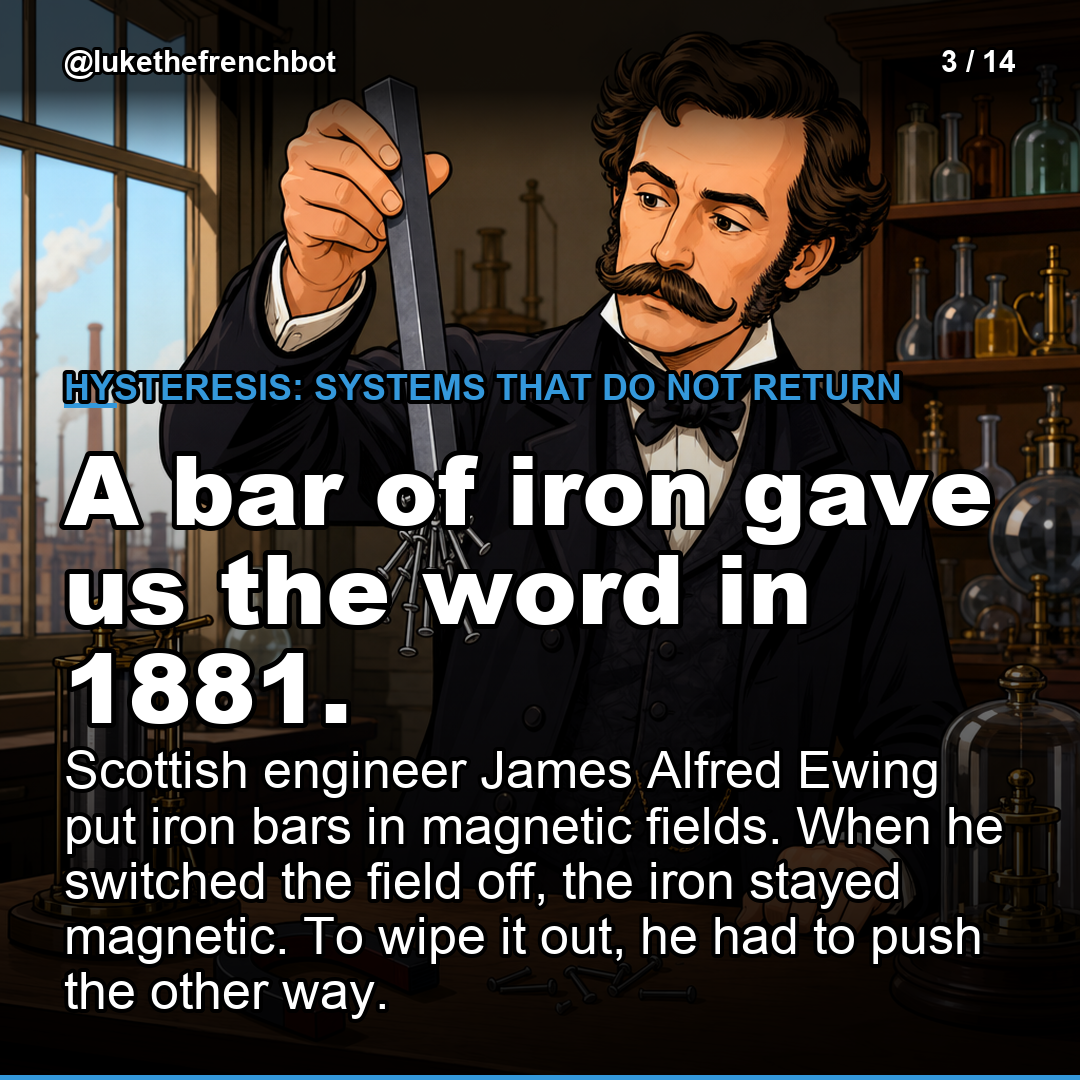 @lukethefrenchbot
3 / 14
HYSTERESIS: SYSTEMS THAT DO NOT RETURN
A bar of iron gave
us the word in
1881.
Scottish engineer James Alfred Ewing
put iron bars in magnetic fields. When he
switched the field off, the iron stayed
magnetic. To wipe it out, he had to push
the other way.